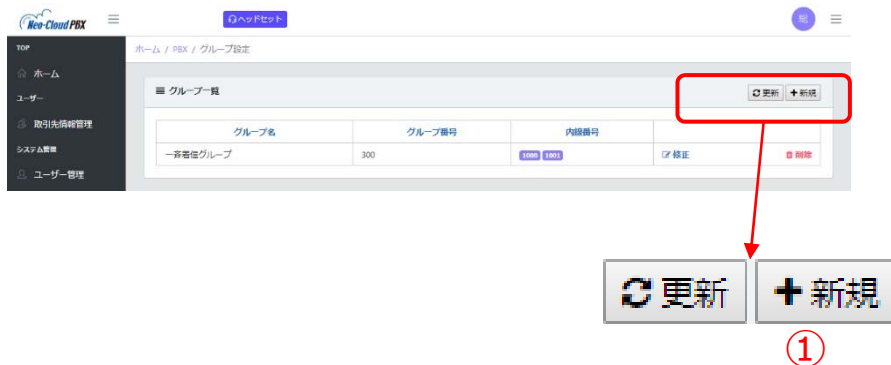 Neo-Cloud PBX
ヘッドセット
TOP
ホーム / PBX / グループ設定
ホーム
ユーザー
取引先情報管理
システム管理
ユーザー管理
グループ一覧
更新 新規
グループ名 グループ番号 内線番号
一斉着信グループ 300 1000 1001 修正 削除
更新 新規
①